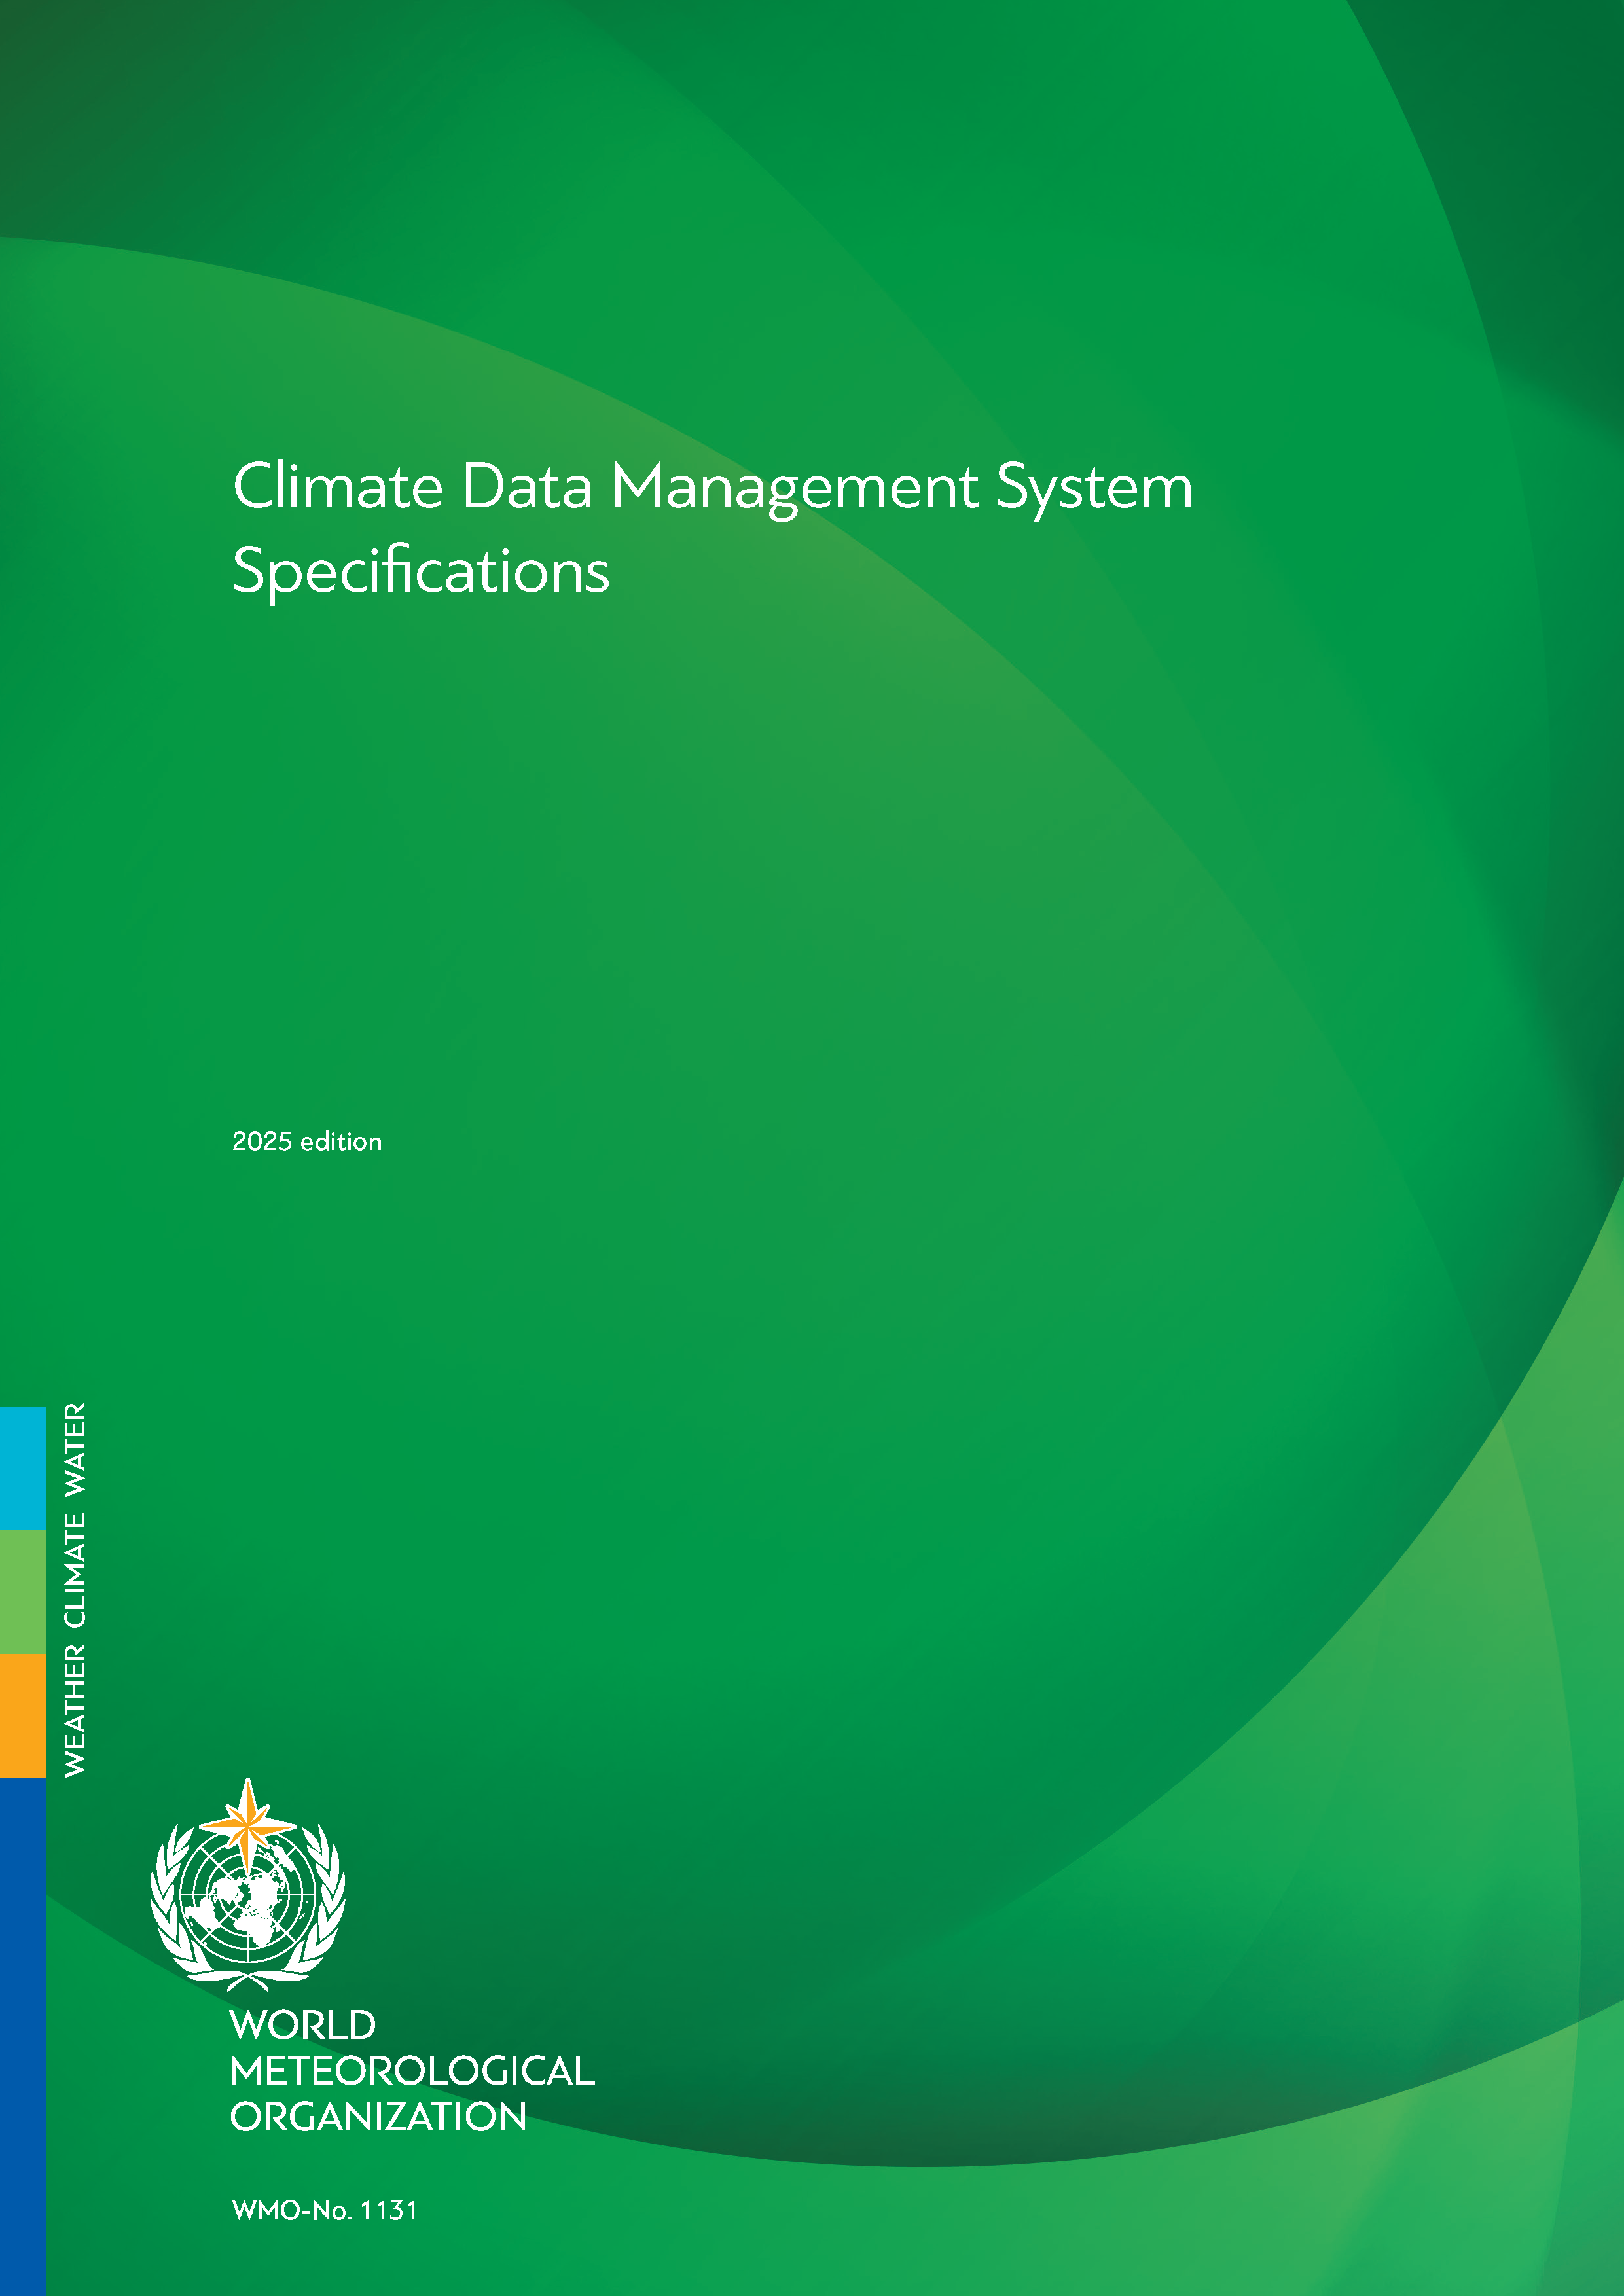 Climate Data Management System
Specifications
2025 edition
WEATHER CLIMATE WATER
WORLD
METEOROLOGICAL
ORGANIZATION
WMO-No. 1131